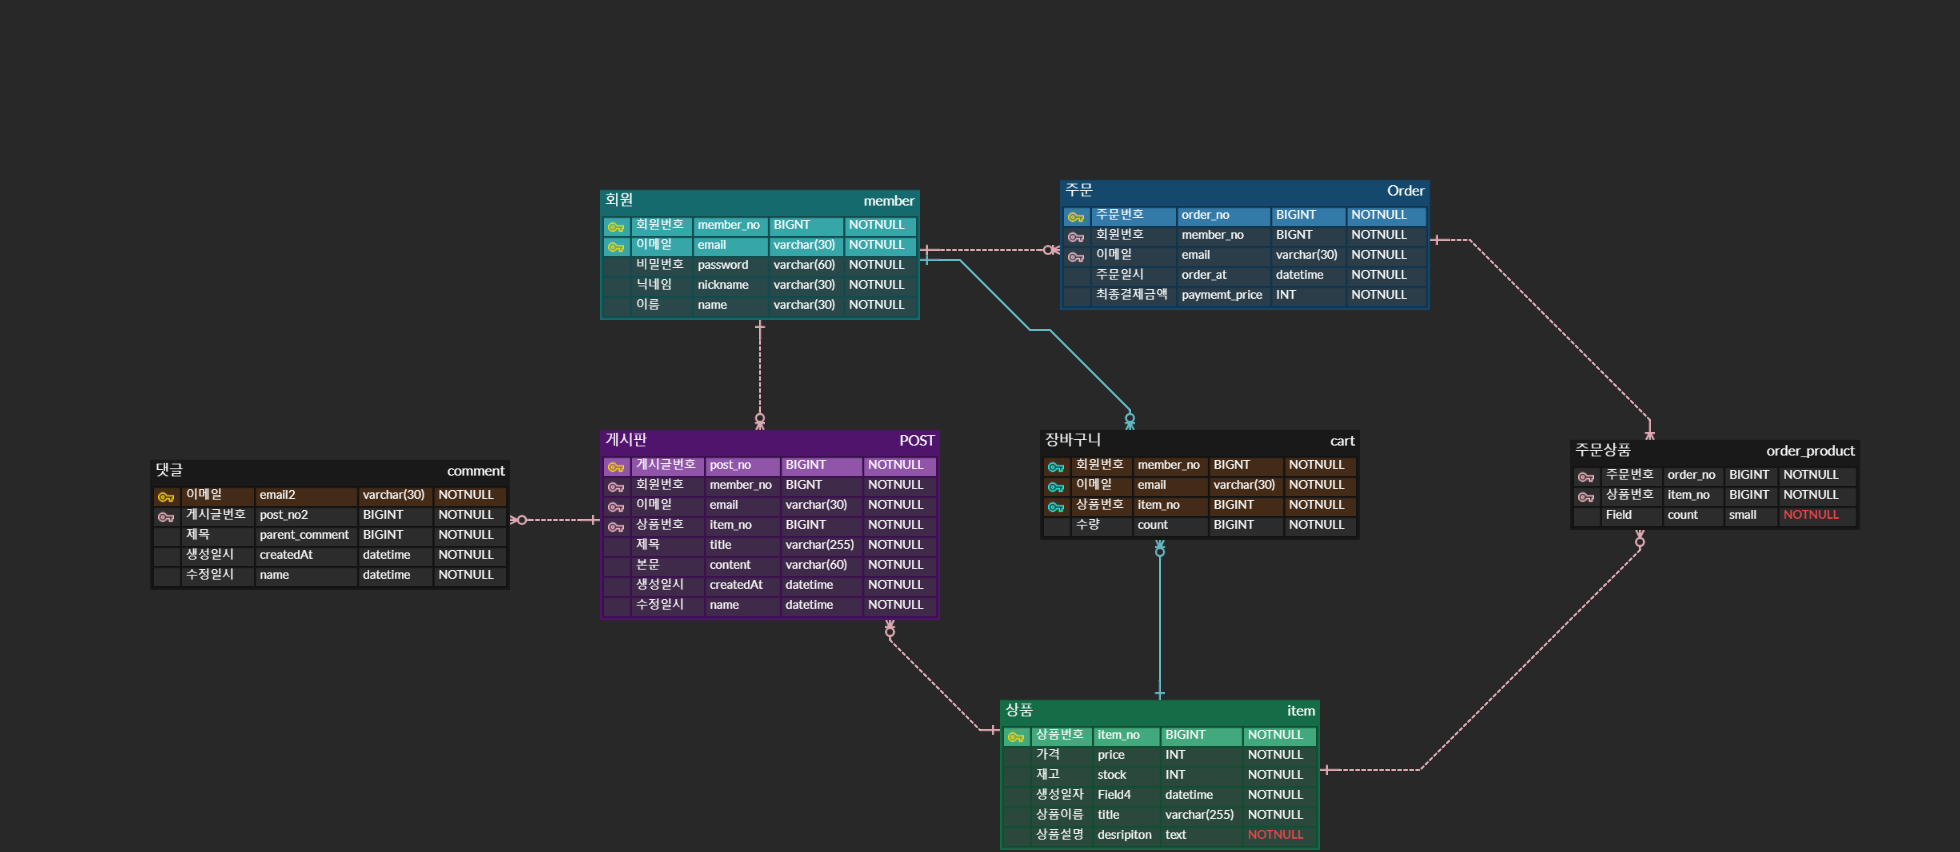 회원 member
회원번호 member_no BIGNT NOTNULL
이메일 email varchar(30) NOTNULL
비밀번호 password varchar(60) NOTNULL
닉네임 nickname varchar(30) NOTNULL
이름 name varchar(30) NOTNULL
주문 Order
주문번호 order_no BIGINT NOTNULL
회원번호 member_no BIGNT NOTNULL
이메일 email varchar(30) NOTNULL
주문일시 order_at datetime NOTNULL
최종결제금액 paymemt_price INT NOTNULL
댓글 comment
이메일 email2 varchar(30) NOTNULL
게시글번호 post_no2 BIGINT NOTNULL
제목 parent_comment BIGINT NOTNULL
생성일시 createdAt datetime NOTNULL
수정일시 name datetime NOTNULL
게시판 POST
게시글번호 post_no BIGINT NOTNULL
회원번호 member_no BIGNT NOTNULL
이메일 email varchar(30) NOTNULL
상품번호 item_no BIGINT NOTNULL
제목 title varchar(255) NOTNULL
본문 content varchar(60) NOTNULL
생성일시 createdAt datetime NOTNULL
수정일시 name datetime NOTNULL
장바구니 cart
회원번호 member_no BIGNT NOTNULL
이메일 email varchar(30) NOTNULL
상품번호 item_no BIGINT NOTNULL
수량 count BIGINT NOTNULL
주문상품 order_product
주문번호 order_no BIGINT NOTNULL
상품번호 item_no BIGINT NOTNULL
Field count small NOTNULL
상품 item
상품번호 item_no BIGINT NOTNULL
가격 price INT NOTNULL
재고 stock INT NOTNULL
생성일자 Field4 datetime NOTNULL
상품이름 title varchar(255) NOTNULL
상품설명 desripiton text NOTNULL